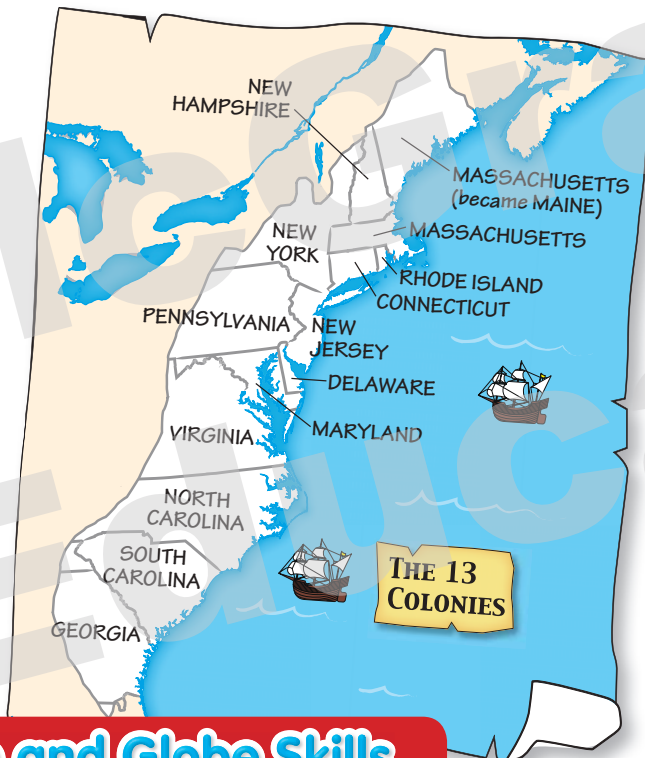 NEW
HAMPSHIRE
MASSACHUSETTS
(became MAINE)
NEW
YORK
MASSACHUSETTS
RHODE ISLAND
CONNECTICUT
PENNSYLVANIA
NEW
JERSEY
DELAWARE
MARYLAND
VIRGINIA
NORTH
CAROLINA
SOUTH
CAROLINA
THE 13
COLONIES
GEORGIA
and Globe Skills